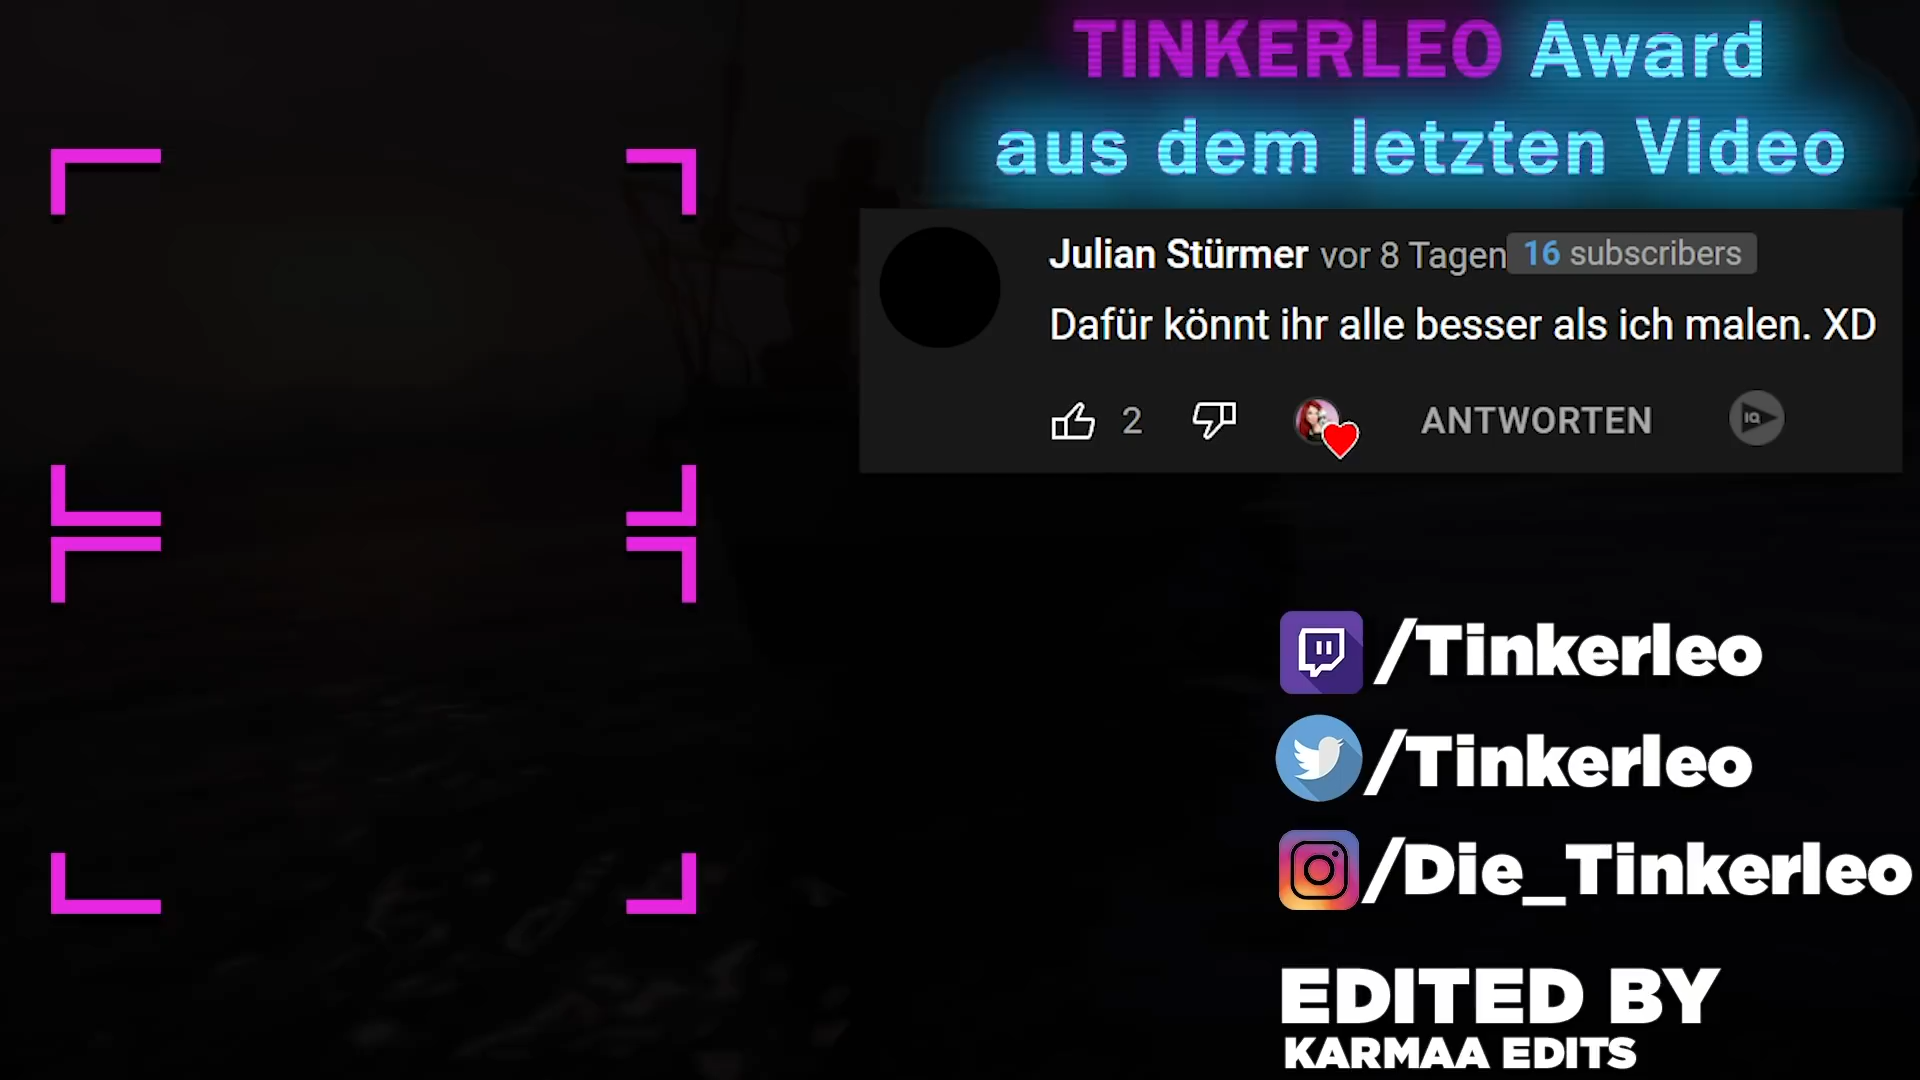 TINKERLEO Award
aus dem letzten Video
Julian Stürmer vor 8 Tagen 16 subscribers
Dafür könnt ihr alle besser als ich malen. XD
2 ANTWORTEN IQ
/Tinkerleo
/Tinkerleo
/Die_Tinkerleo
EDITED BY
KARMAA EDITS